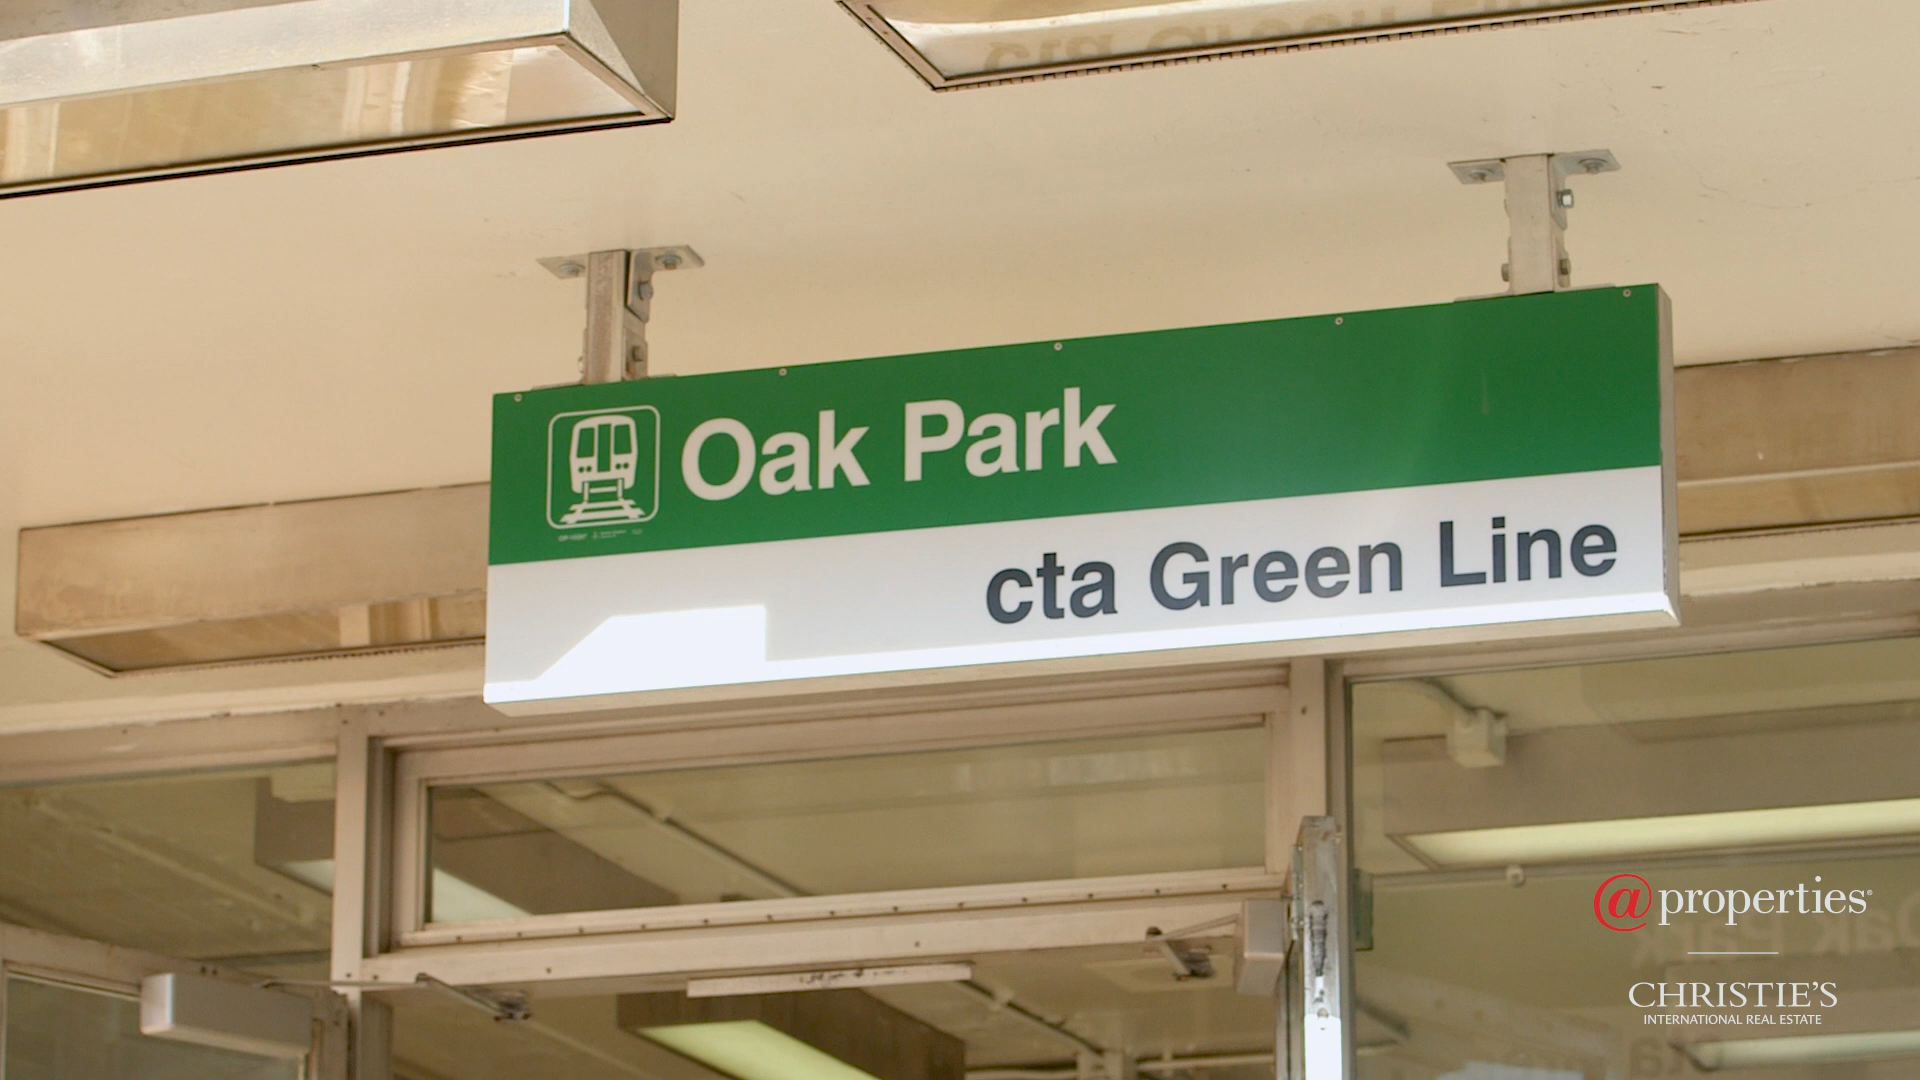 Oak Park
cta Green Line
@properties
CHRISTIE'S
INTERNATIONAL REAL ESTATE